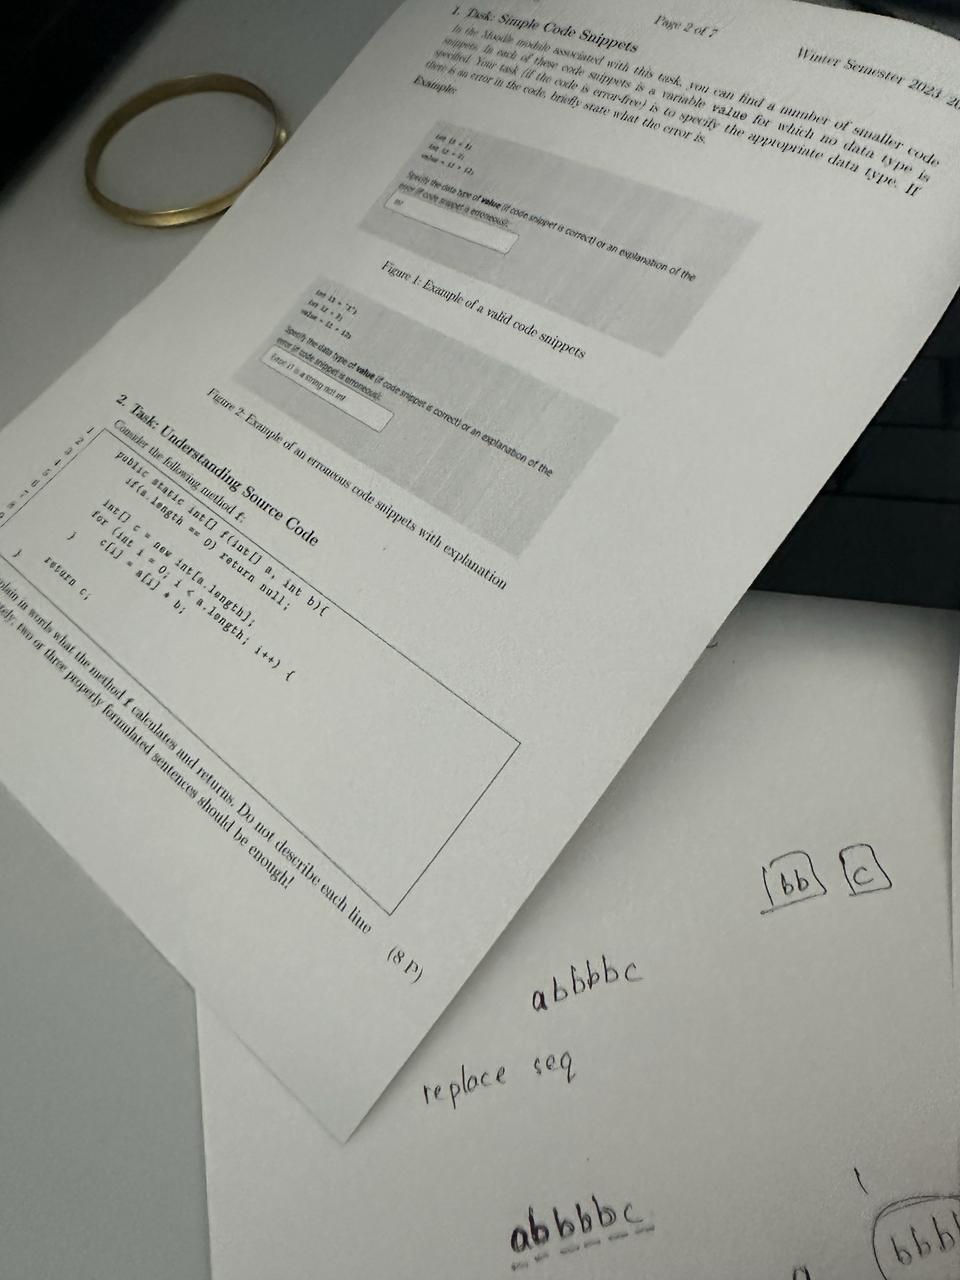 Page 2 of 7
Winter Semester 2023
1. Task: Simple Code Snippets
In the Moodle module associated with this task, you can find a number of smaller code
snippets. In each of these code snippets is a variable value for which no data type is
specified. Your task (if the code is error-free) is to specify the appropriate data type. If
there is an error in the code, briefly state what the error is.
Example:
int i1 = 1;
int i2 = 2;
value = i1 + i2;
Specify the data type of value (if code snippet is correct) or an explanation of the
error (if code snippet is erroneous):
int
Figure 1: Example of a valid code snippets
int i1 = "1";
int i2 = 2;
value = i1 + i2;
Specify the data type of value (if code snippet is correct) or an explanation of the
error (if code snippet is erroneous):
Error: i1 is a string not int
Figure 2: Example of an erroneous code snippets with explanation
2. Task: Understanding Source Code
Consider the following method f:
1 public static int[] f(int[] a, int b){
2 if(a.length == 0) return null;
3
4 int[] c = new int[a.length];
5 for (int i = 0; i < a.length; i++) {
6 c[i] = a[i] * b;
7 }
8 return c;
9 }
plain in words what the method f calculates and returns. Do not describe each line
tely, two or three properly formulated sentences should be enough!
(8 P)
bb c
abbbbc
replace seq
abbbbc
bbb
a